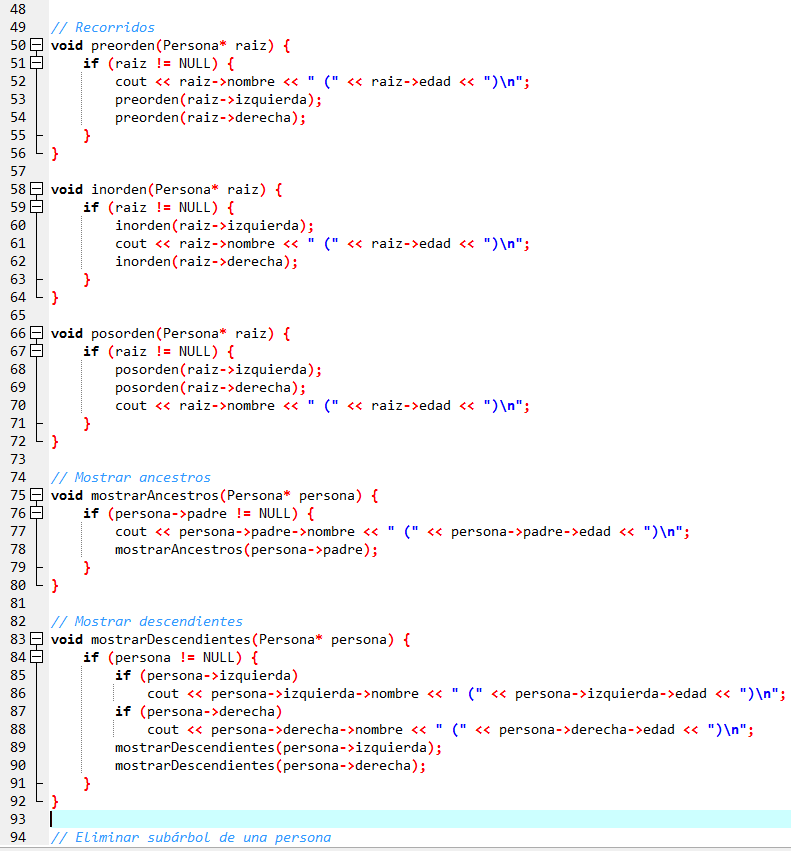 48
49 // Recorridos
50 void preorden(Persona* raiz) {
51     if (raiz != NULL) {
52         cout << raiz->nombre << " (" << raiz->edad << ")\n";
53         preorden(raiz->izquierda);
54         preorden(raiz->derecha);
55     }
56 }
57
58 void inorden(Persona* raiz) {
59     if (raiz != NULL) {
60         inorden(raiz->izquierda);
61         cout << raiz->nombre << " (" << raiz->edad << ")\n";
62         inorden(raiz->derecha);
63     }
64 }
65
66 void posorden(Persona* raiz) {
67     if (raiz != NULL) {
68         posorden(raiz->izquierda);
69         posorden(raiz->derecha);
70         cout << raiz->nombre << " (" << raiz->edad << ")\n";
71     }
72 }
73
74 // Mostrar ancestros
75 void mostrarAncestros(Persona* persona) {
76     if (persona->padre != NULL) {
77         cout << persona->padre->nombre << " (" << persona->padre->edad << ")\n";
78         mostrarAncestros(persona->padre);
79     }
80 }
81
82 // Mostrar descendientes
83 void mostrarDescendientes(Persona* persona) {
84     if (persona != NULL) {
85         if (persona->izquierda)
86             cout << persona->izquierda->nombre << " (" << persona->izquierda->edad << ")\n";
87         if (persona->derecha)
88             cout << persona->derecha->nombre << " (" << persona->derecha->edad << ")\n";
89         mostrarDescendientes(persona->izquierda);
90         mostrarDescendientes(persona->derecha);
91     }
92 }
93
94 // Eliminar subárbol de una persona